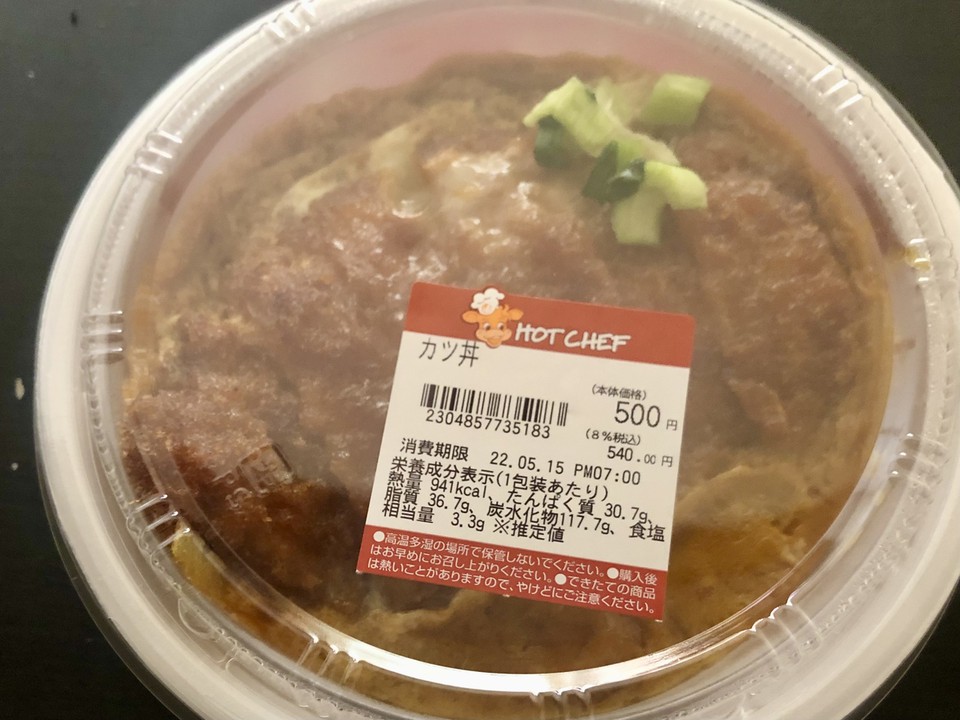 HOT CHEF
カツ丼
(本体価格)
500円
2304857735183
(8%税込)
540.00円
消費期限 22.05.15 PM07:00
栄養成分表示(1包装あたり)
熱量 941kcal、たんぱく質 30.7g、
脂質 36.7g、炭水化物117.7g、食塩
相当量 3.3g ※推定値
●高温多湿の場所で保管しないでください。●購入後
はお早めにお召し上がりください。●できたての商品
は熱いことがありますので、やけどにご注意ください。